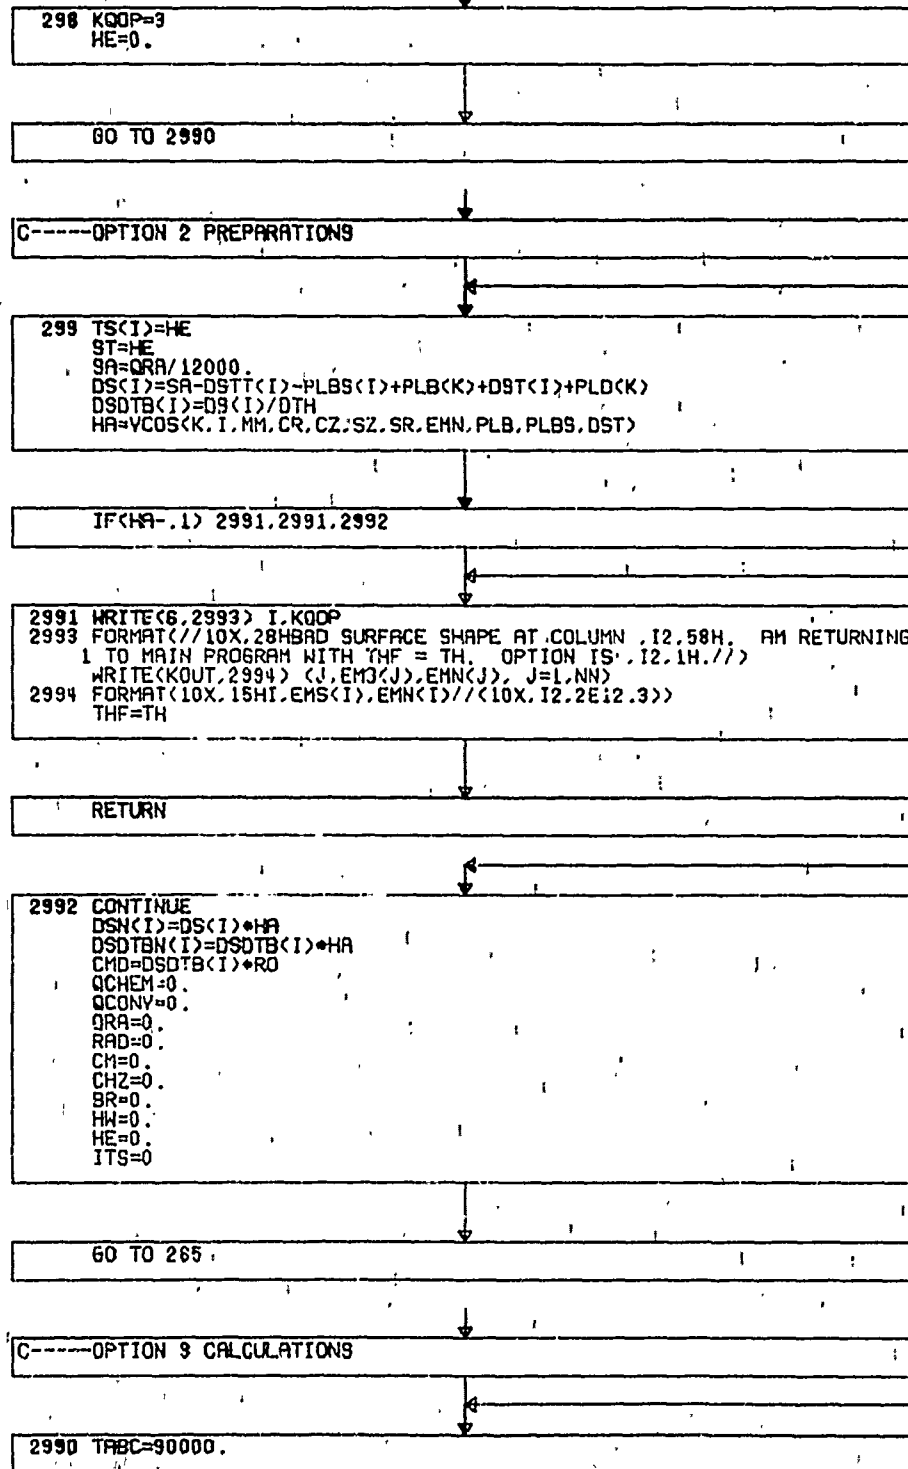 298 KOOP=3
HE=0.
GO TO 2990
C-----OPTION 2 PREPARATIONS
299 TS(I)=HE
ST=HE
SA=QRA/12000.
DS(I)=SA-DSTT(I)-PLBS(I)+PLB(K)+DST(I)+PLD(K)
DSDTB(I)=DS(I)/DTH
HA=VCOS(K,I,MM,CR,CZ,SZ,SR,EMN,PLB,PLBS,DST)
IF(HA-.1) 2991,2991,2992
2991 WRITE(6,2993) I,KOOP
2993 FORMAT(//10X,28HBAD SURFACE SHAPE AT COLUMN ,I2,58H, AM RETURNING
1 TO MAIN PROGRAM WITH THF = TH. OPTION IS ,I2,1H.//)
WRITE(KOUT,2994) (J,EMS(J),EMN(J), J=1,NN)
2994 FORMAT(10X,15HI,EMS(I),EMN(I)//(10X,I2,2E12.3))
THF=TH
RETURN
2992 CONTINUE
DSN(I)=DS(I)*HA
DSDTBN(I)=DSDTB(I)*HA
CMD=DSDTB(I)*RO
QCHEM=0.
QCONV=0.
QRA=0.
RAD=0.
CM=0.
CHZ=0.
BR=0.
HW=0.
HE=0.
ITS=0
GO TO 265
C-----OPTION 3 CALCULATIONS
2990 TABC=90000.